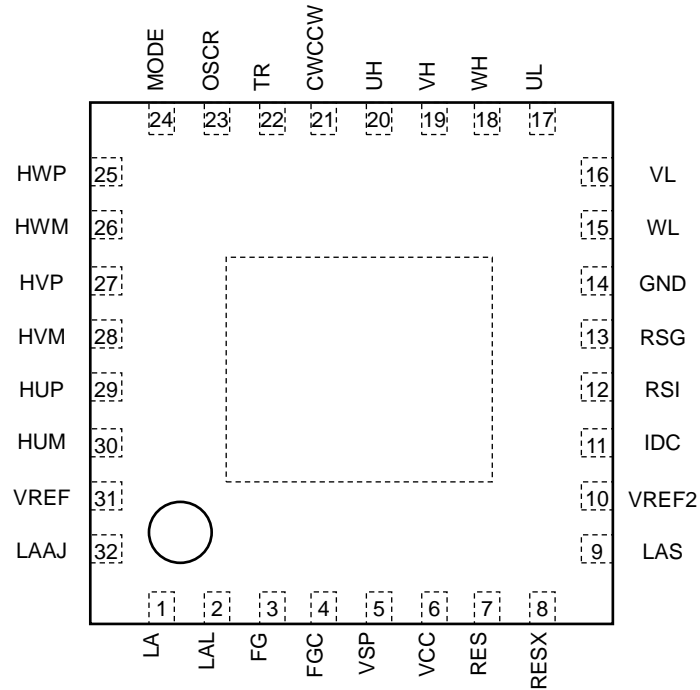 MODE
OSCR
TR
CWCCW
UH
VH
WH
UL
24
23
22
21
20
19
18
17
HWP 25
16 VL
HWM 26
15 WL
HVP 27
14 GND
HVM 28
13 RSG
HUP 29
12 RSI
HUM 30
11 IDC
VREF 31
10 VREF2
LAAJ 32
9 LAS
1
2
3
4
5
6
7
8
LA
LAL
FG
FGC
VSP
VCC
RES
RESX